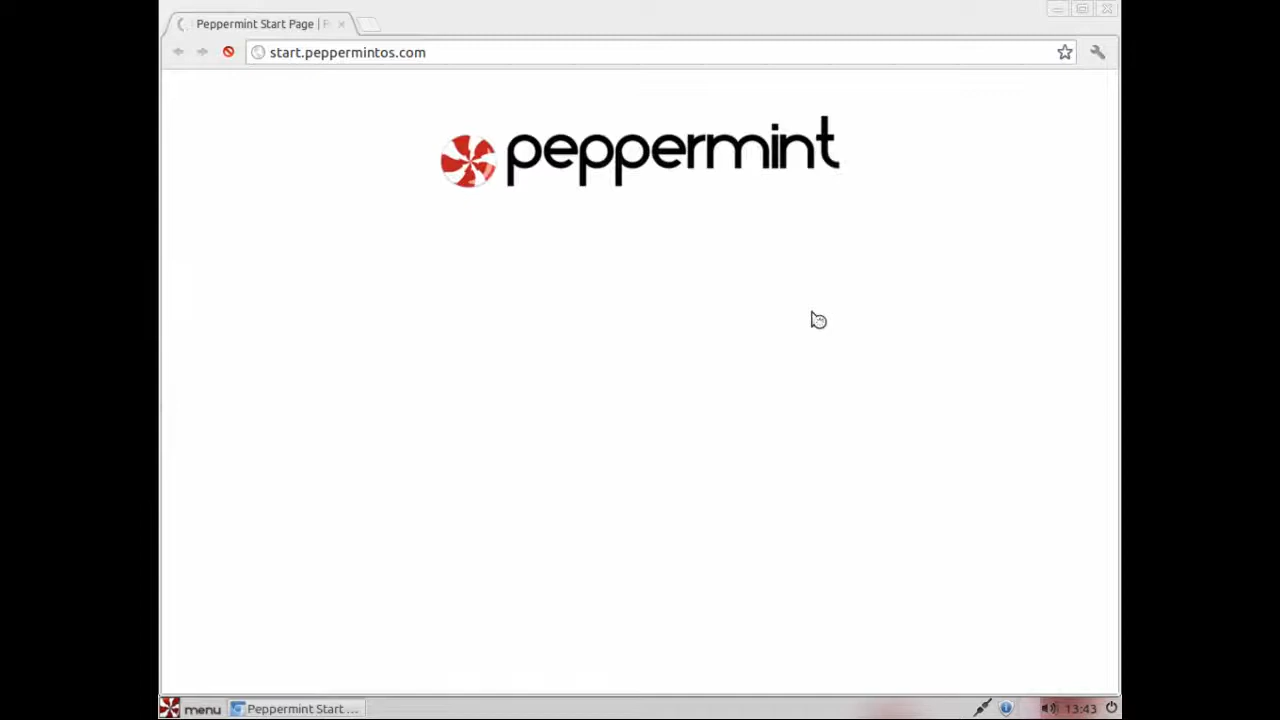 Peppermint Start Page | P
start.peppermintos.com
peppermint
menu
Peppermint Start ...
13:43